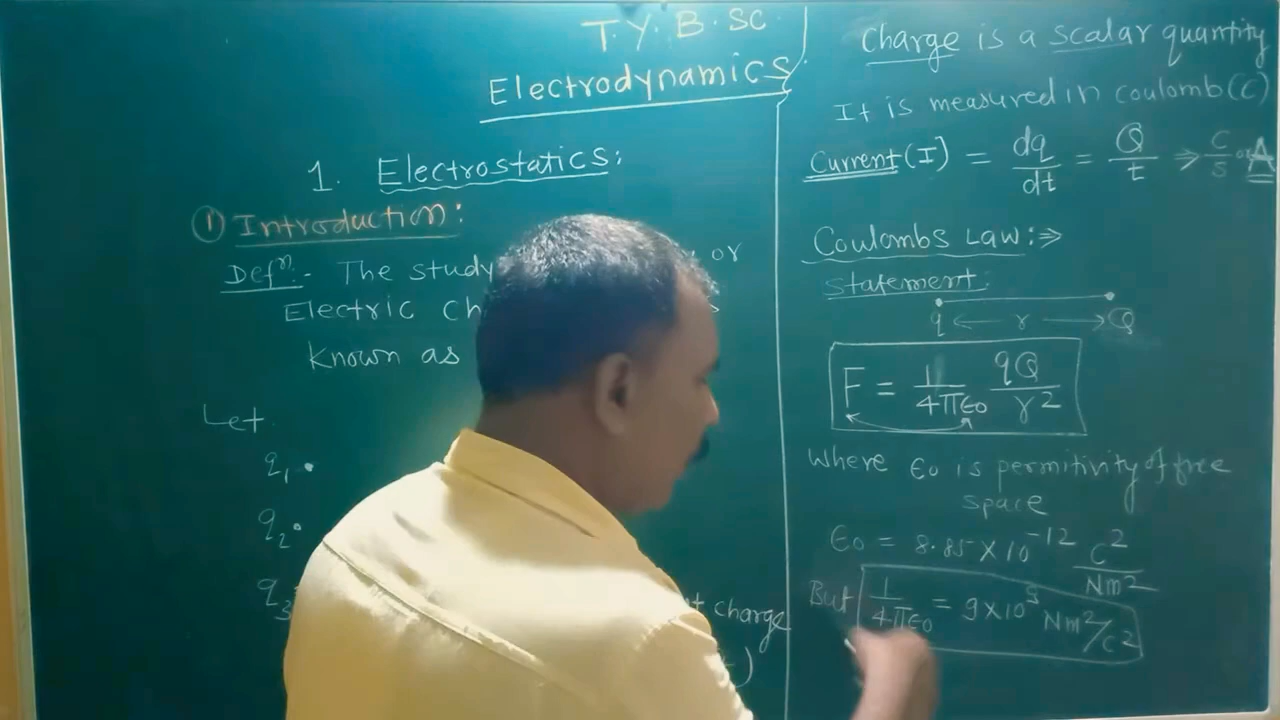 T.Y.B.SC.
Electrodynamics
1. Electrostatics:
① Introduction:
Defⁿ:- The study or
Electric
Known as
Let
q₁ •
q₂ •
q₃
charge
)
Charge is a scalar quantity
It is measured in coulomb(C)
Current(I) = dq/dt = Q/t ⇒ C/s or A
Coulombs Law:⇒
statement:
q ← r → Q
F = 1/4πϵ₀ qQ/r²
Where ϵ₀ is permitivity of free
space
ϵ₀ = 8.85 × 10⁻¹² C²/Nm²
But 1/4πϵ₀ = 9×10⁹ Nm²/C²